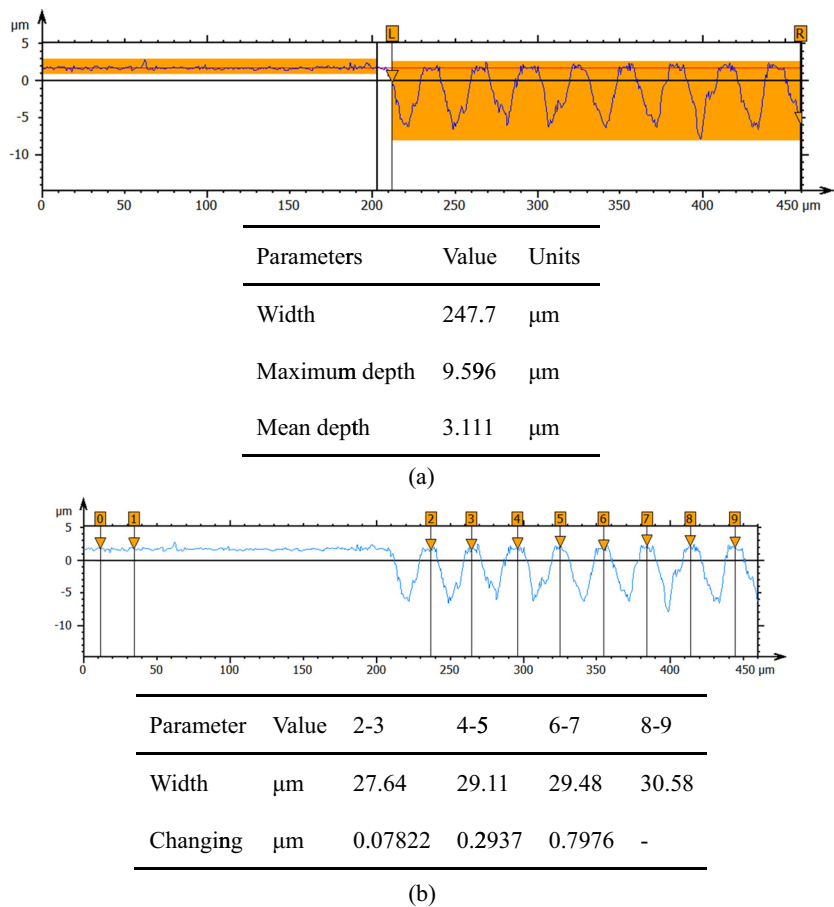 μm
L R
5
0
-5
-10
0 50 100 150 200 250 300 350 400 450 μm
Parameters Value Units
Width 247.7 μm
Maximum depth 9.596 μm
Mean depth 3.111 μm
(a)
μm
0 1 2 3 4 5 6 7 8 9
5
0
-5
-10
0 50 100 150 200 250 300 350 400 450 μm
Parameter Value 2-3 4-5 6-7 8-9
Width μm 27.64 29.11 29.48 30.58
Changing μm 0.07822 0.2937 0.7976 -
(b)